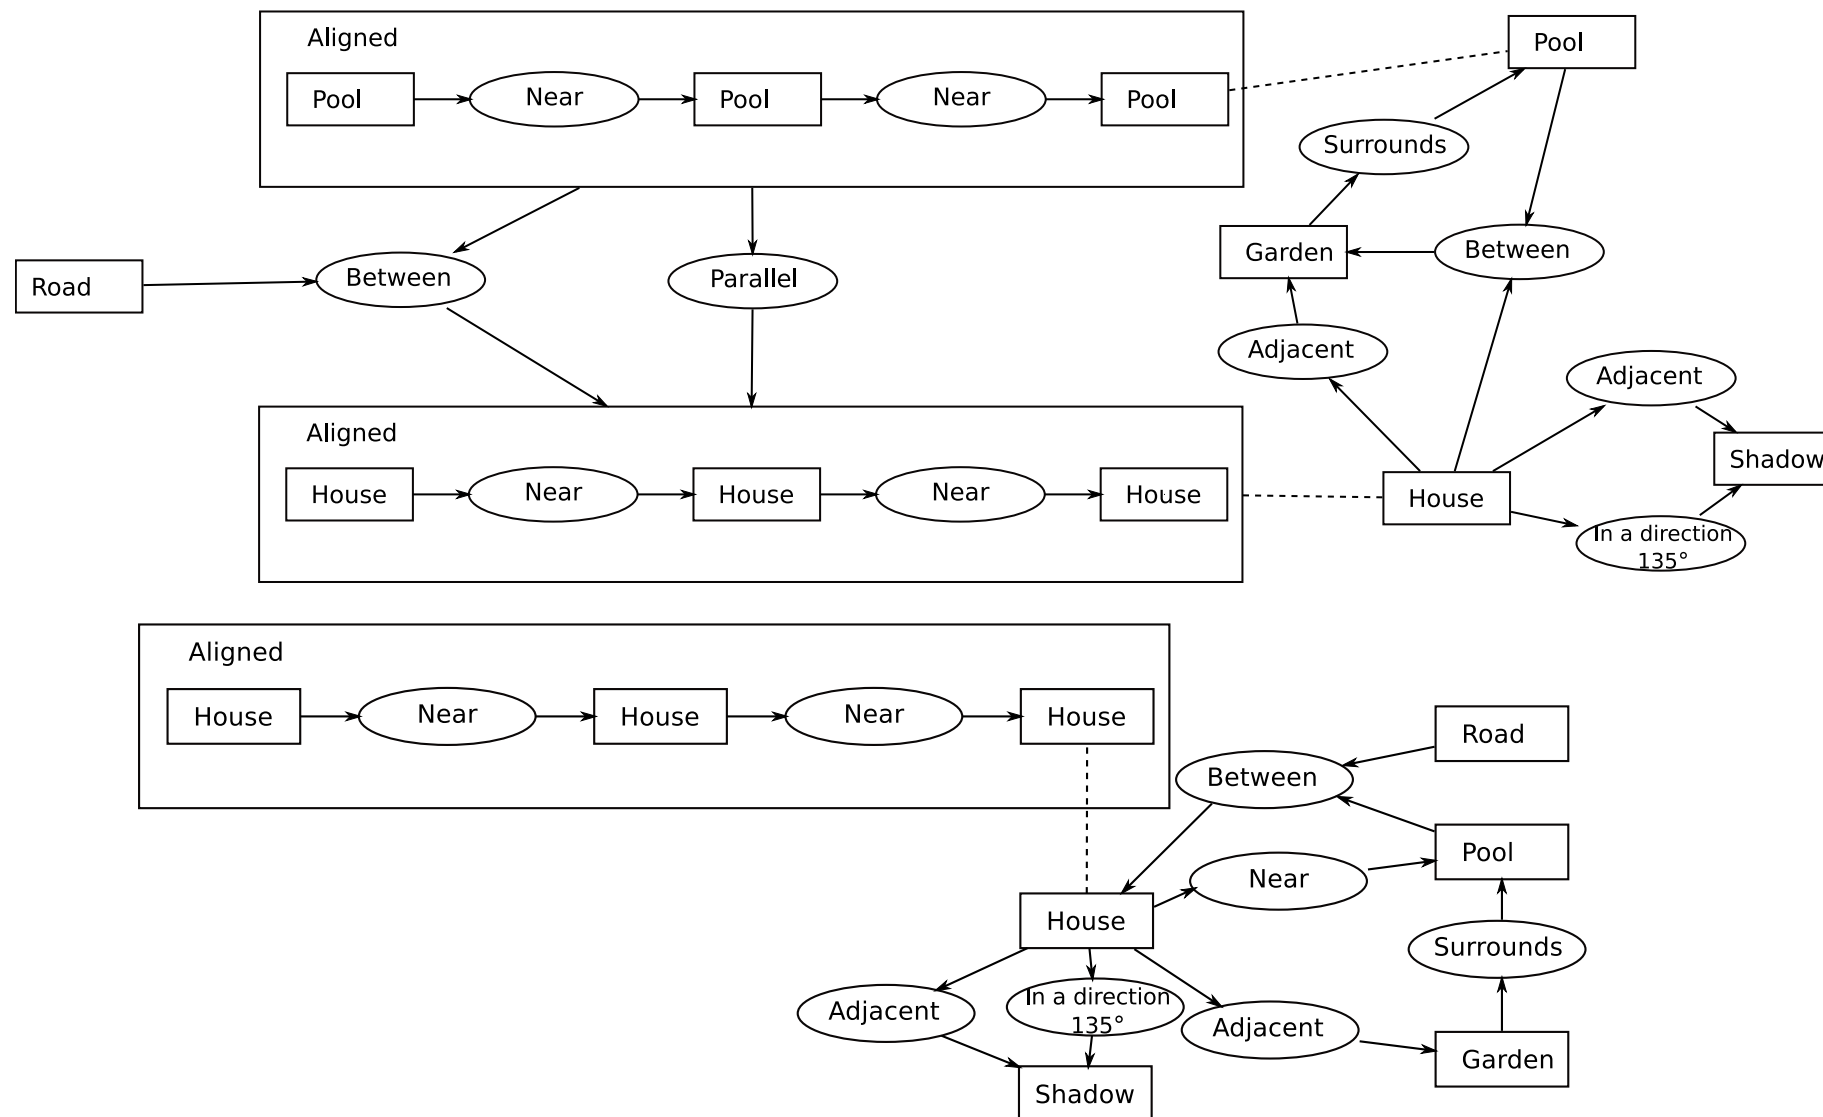 Aligned
Pool
Near
Pool
Near
Pool
Pool
Surrounds
Garden
Between
Road
Between
Parallel
Adjacent
Adjacent
Shadow
Aligned
House
Near
House
Near
House
House
In a direction
135°
Aligned
House
Near
House
Near
House
Road
Between
Pool
Near
House
Surrounds
Adjacent
In a direction
135°
Adjacent
Garden
Shadow